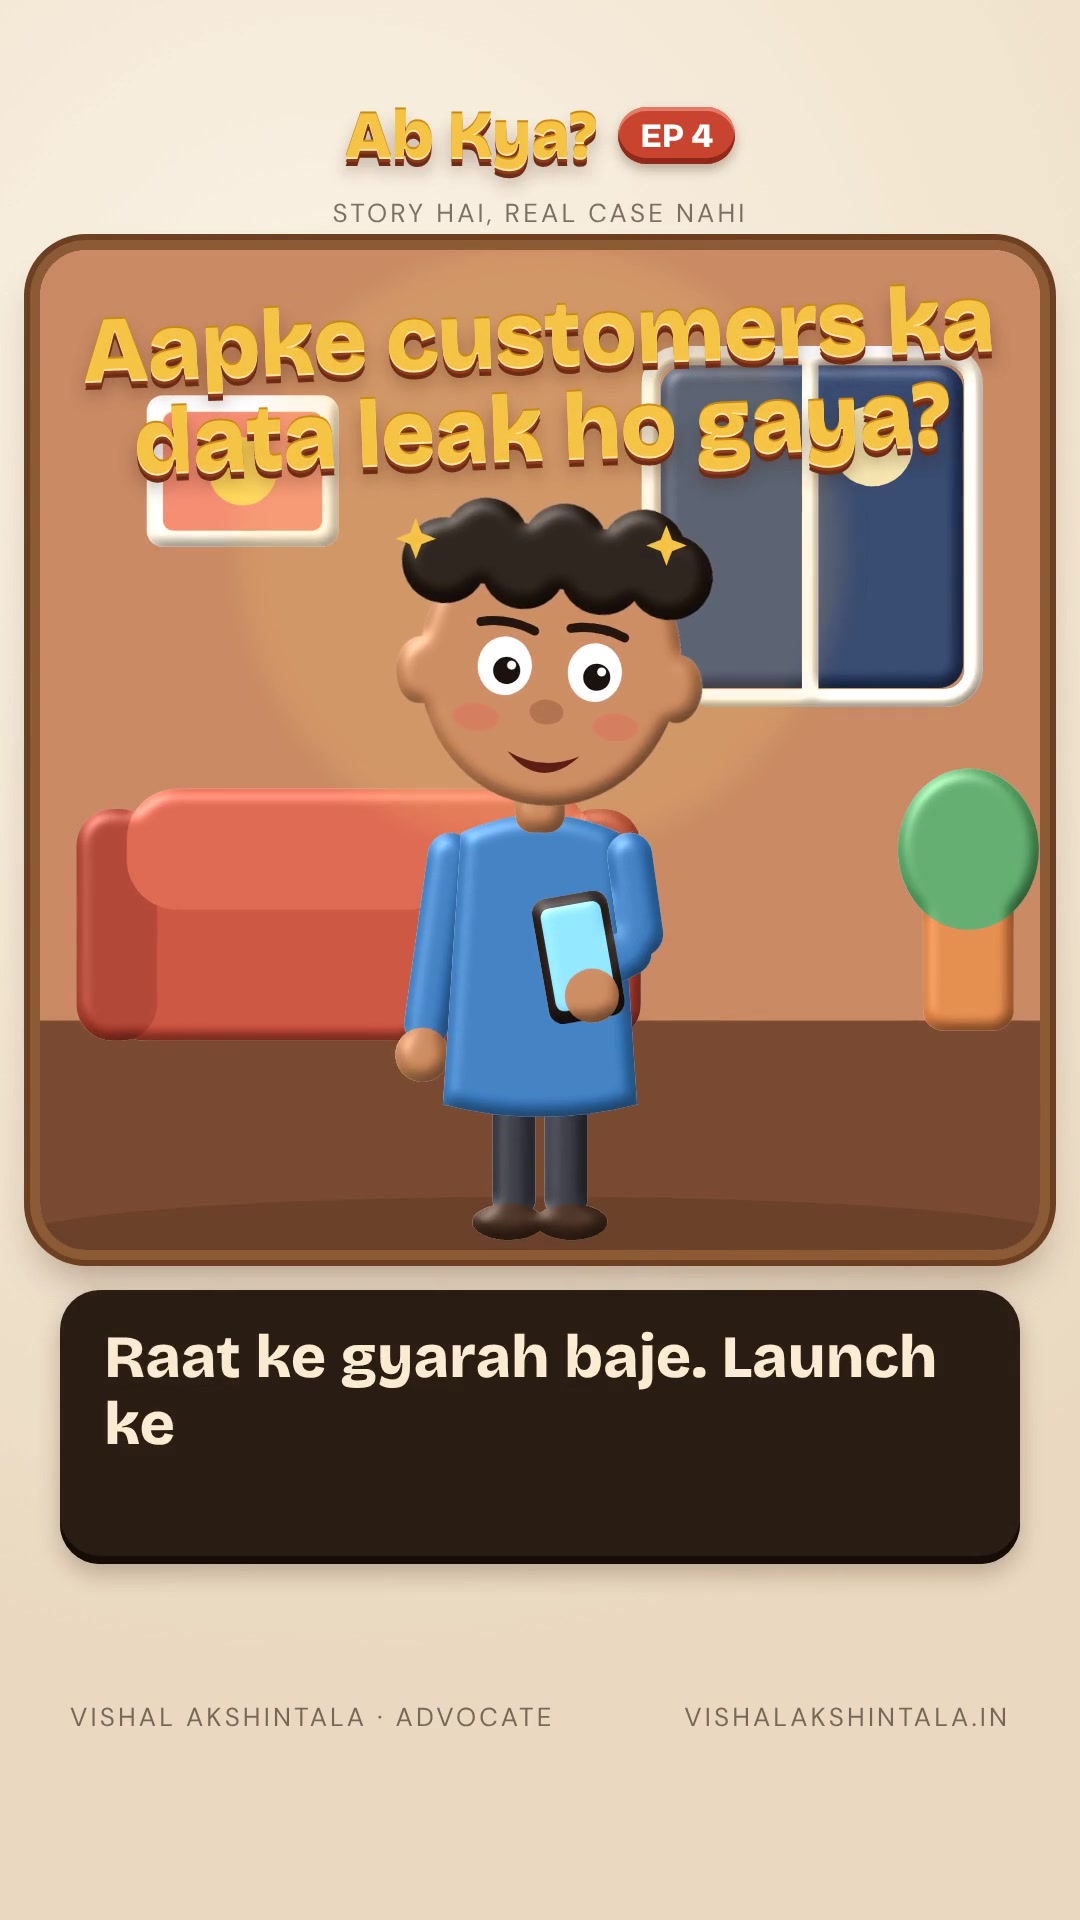 Ab Kya? EP 4
STORY HAI, REAL CASE NAHI
Aapke customers ka
data leak ho gaya?
Raat ke gyarah baje. Launch
ke
VISHAL AKSHINTALA · ADVOCATE
VISHALAKSHINTALA.IN